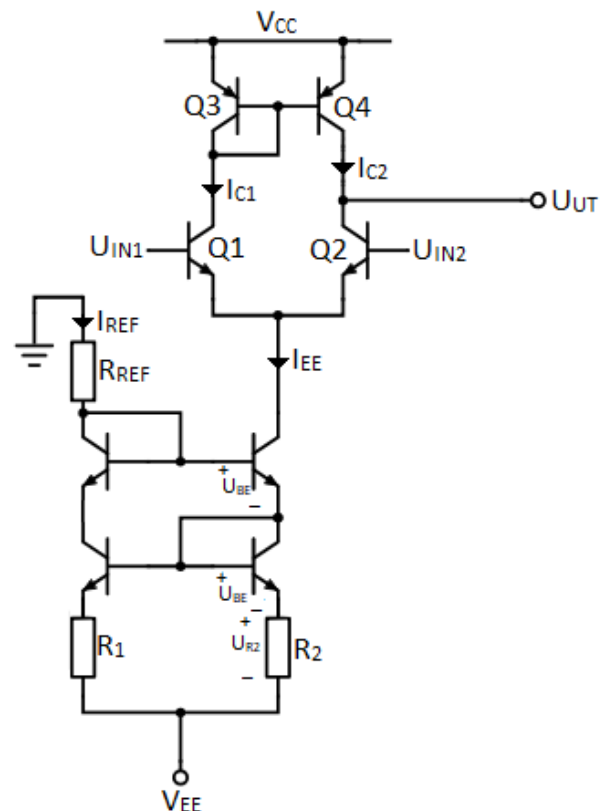 VCC
Q3
Q4
IC1
IC2
UUT
UIN1
Q1
Q2
UIN2
IREF
RREF
IEE
+
UBE
–
+
UBE
–
R1
+
UR2
–
R2
VEE